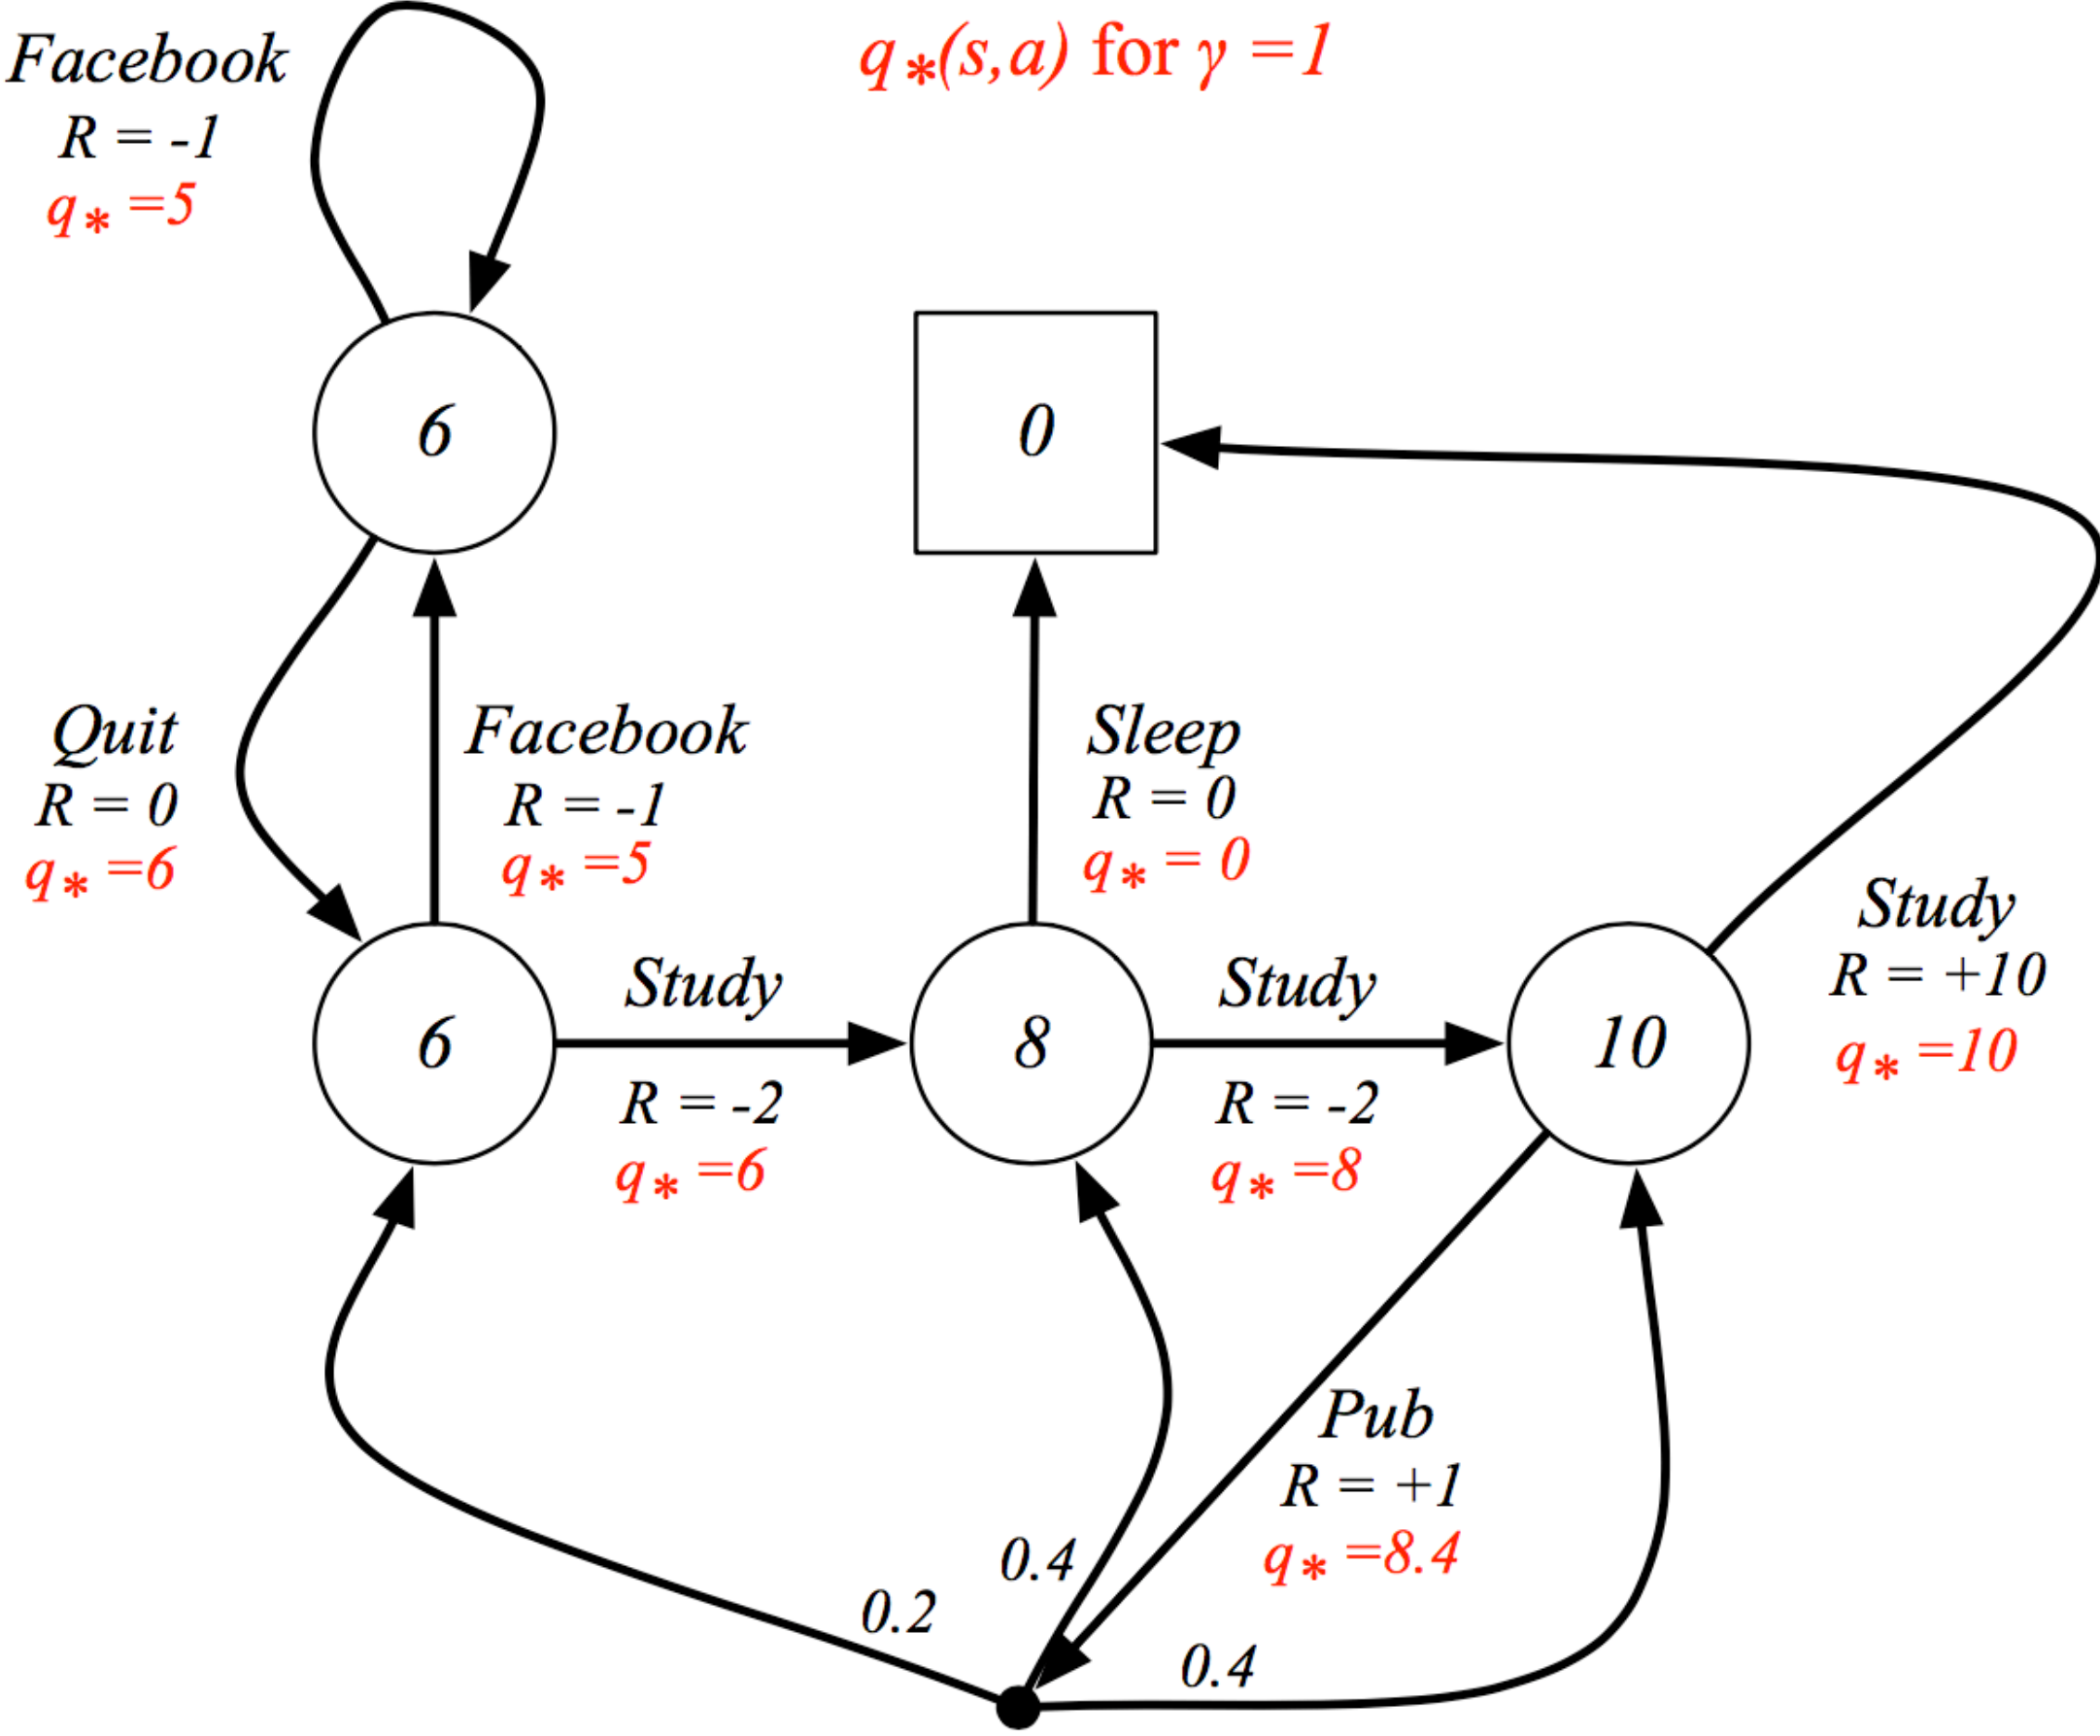 q*(s,a) for γ =1
Facebook
R = -1
q* =5
6
0
Quit
R = 0
q* =6
Facebook
R = -1
q* =5
Sleep
R = 0
q* = 0
Study
R = +10
q* =10
6
Study
R = -2
q* =6
8
Study
R = -2
q* =8
10
Pub
R = +1
q* =8.4
0.4
0.2
0.4